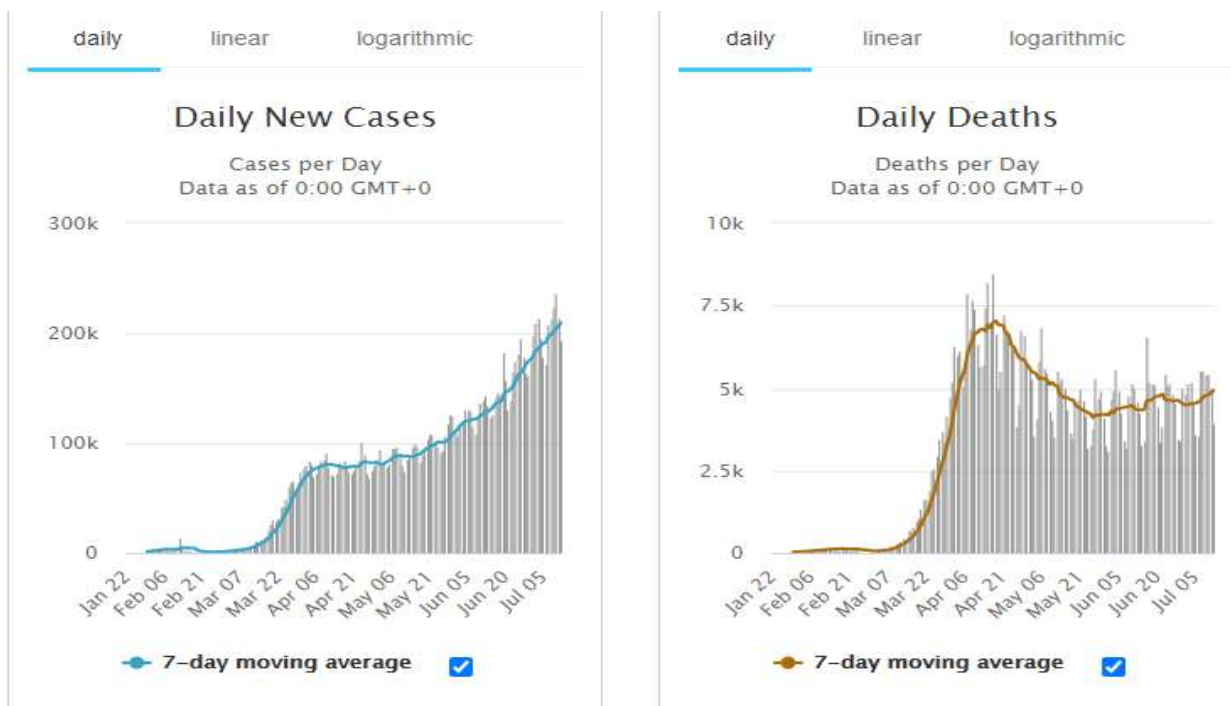 daily linear logarithmic
Daily New Cases
Cases per Day
Data as of 0:00 GMT+0
300k
200k
100k
0
Jan 22 Feb 06 Feb 21 Mar 07 Mar 22 Apr 06 Apr 21 May 06 May 21 Jun 05 Jun 20 Jul 05
7-day moving average
daily linear logarithmic
Daily Deaths
Deaths per Day
Data as of 0:00 GMT+0
10k
7.5k
5k
2.5k
0
Jan 22 Feb 06 Feb 21 Mar 07 Mar 22 Apr 06 Apr 21 May 06 May 21 Jun 05 Jun 20 Jul 05
7-day moving average